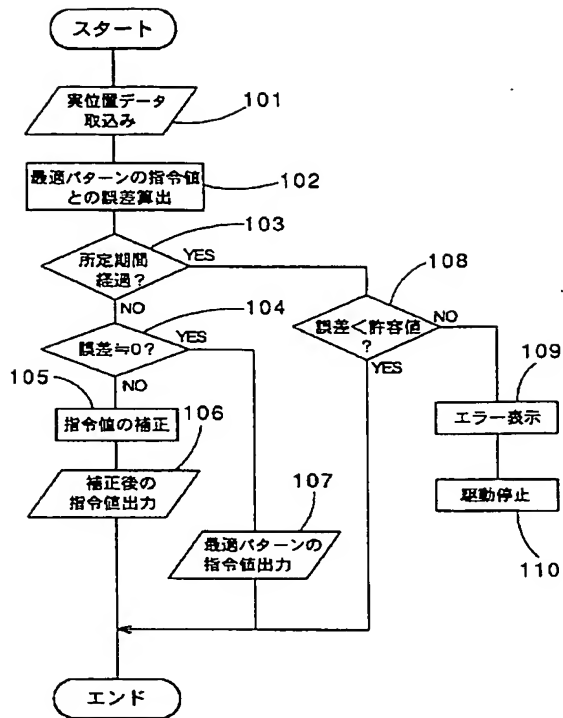 スタート
実位置データ
取込み
101
最適パターンの指令値
との誤差算出
102
103
所定期間
経過?
YES
NO
104
誤差≒0?
YES
NO
105
指令値の補正
106
補正後の
指令値出力
107
最適パターンの
指令値出力
108
誤差<許容値
?
NO
YES
109
エラー表示
駆動停止
110
エンド